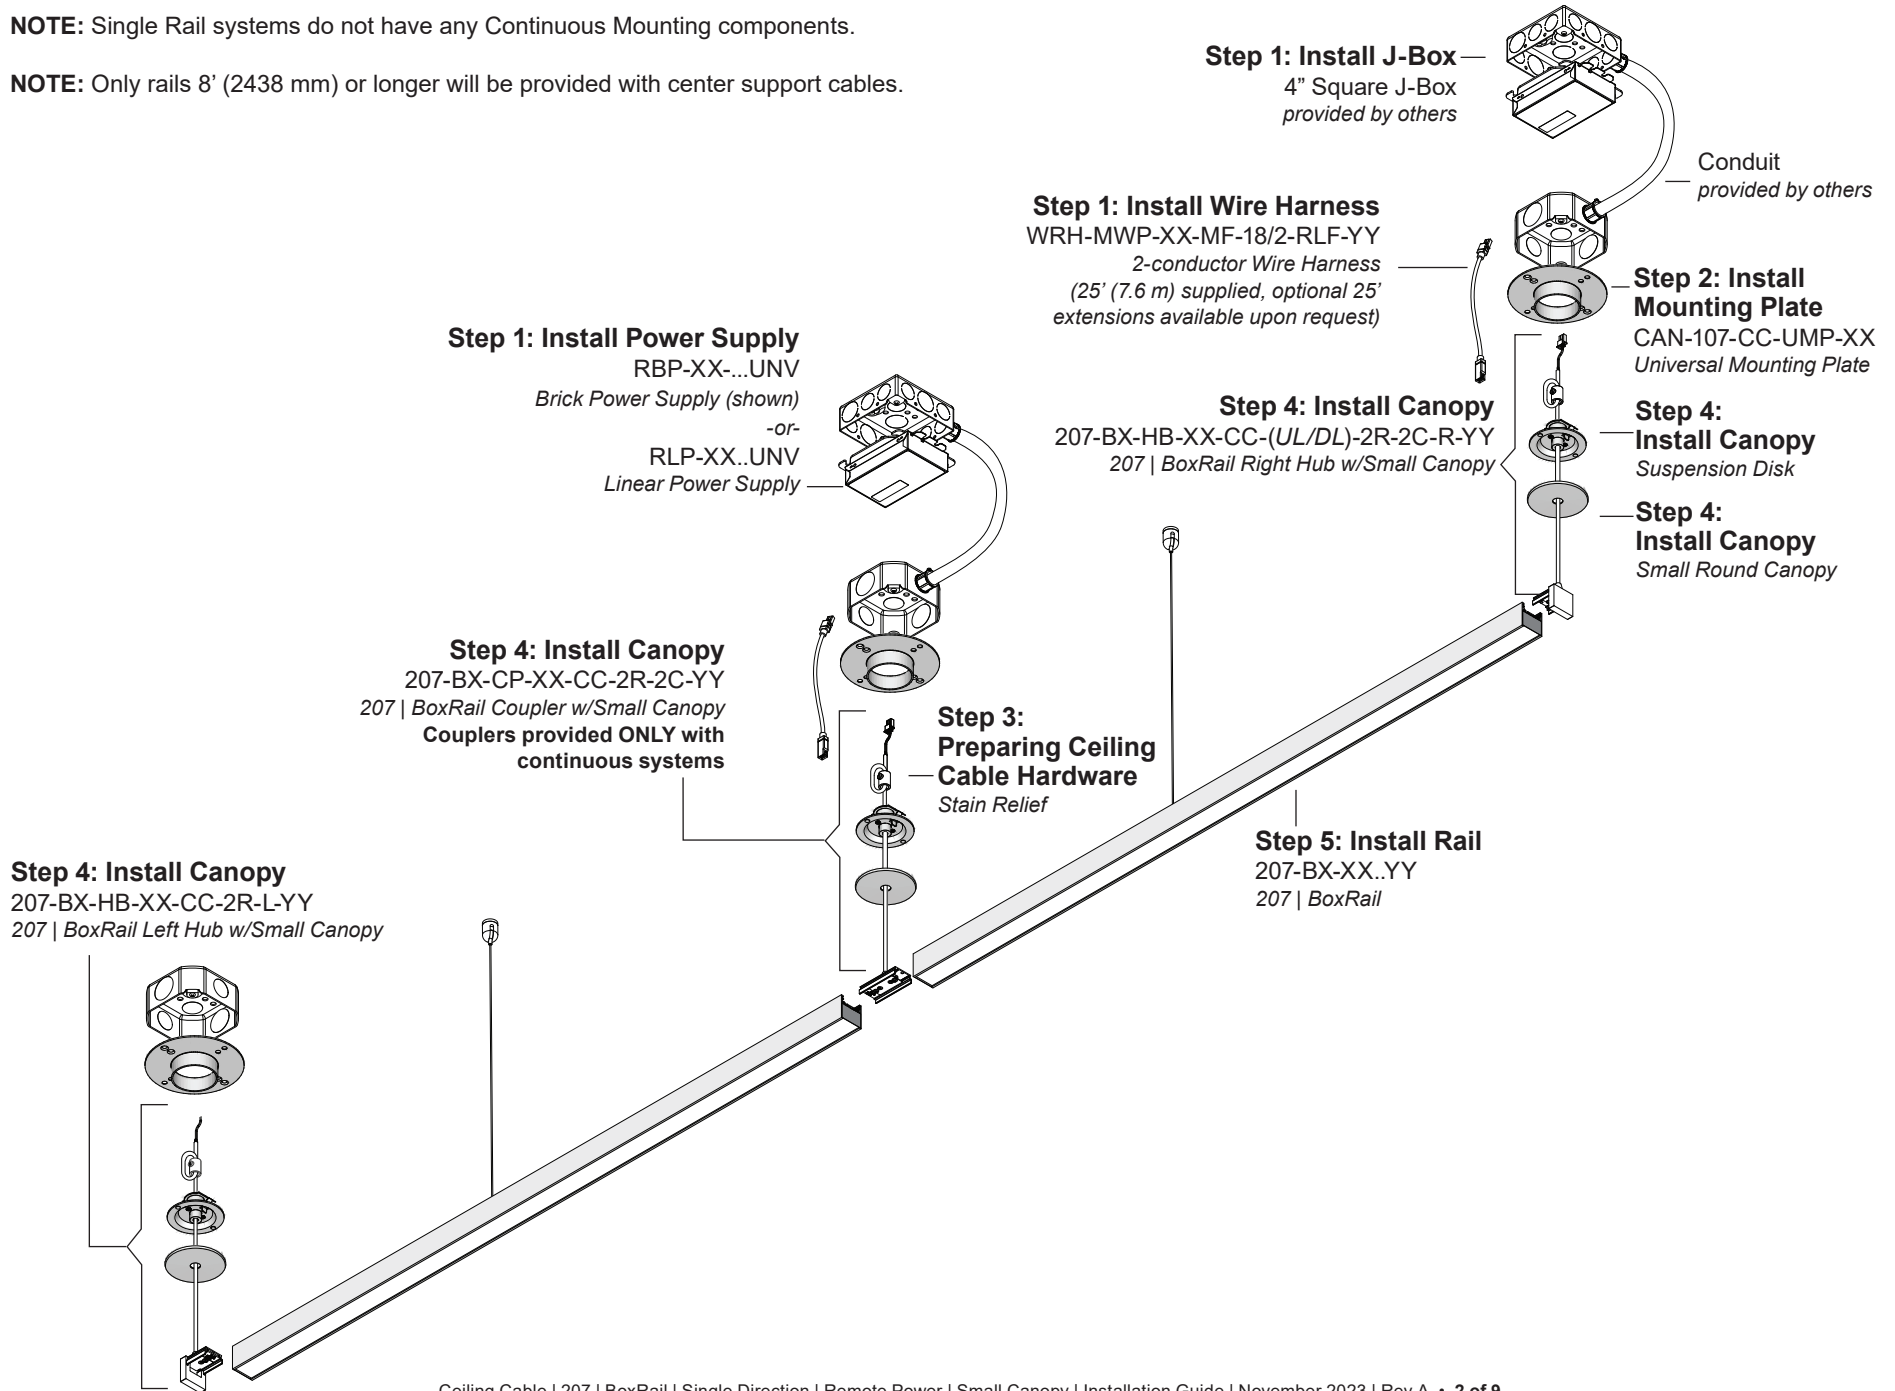 NOTE: Single Rail systems do not have any Continuous Mounting components.
NOTE: Only rails 8’ (2438 mm) or longer will be provided with center support cables.
Step 1: Install J-Box
4” Square J-Box
provided by others
Conduit
provided by others
Step 1: Install Wire Harness
WRH-MWP-XX-MF-18/2-RLF-YY
2-conductor Wire Harness
(25’ (7.6 m) supplied, optional 25’
extensions available upon request)
Step 2: Install
Mounting Plate
CAN-107-CC-UMP-XX
Universal Mounting Plate
Step 1: Install Power Supply
RBP-XX-...UNV
Brick Power Supply (shown)
-or-
RLP-XX..UNV
Linear Power Supply
Step 4: Install Canopy
207-BX-HB-XX-CC-(UL/DL)-2R-2C-R-YY
207 | BoxRail Right Hub w/Small Canopy
Step 4:
Install Canopy
Suspension Disk
Step 4:
Install Canopy
Small Round Canopy
Step 4: Install Canopy
207-BX-CP-XX-CC-2R-2C-YY
207 | BoxRail Coupler w/Small Canopy
Couplers provided ONLY with
continuous systems
Step 3:
Preparing Ceiling
Cable Hardware
Stain Relief
Step 5: Install Rail
207-BX-XX..YY
207 | BoxRail
Step 4: Install Canopy
207-BX-HB-XX-CC-2R-L-YY
207 | BoxRail Left Hub w/Small Canopy
Ceiling Cable | 207 | BoxRail | Single Direction | Remote Power | Small Canopy | Installation Guide | November 2023 | Rev A • 2 of 9